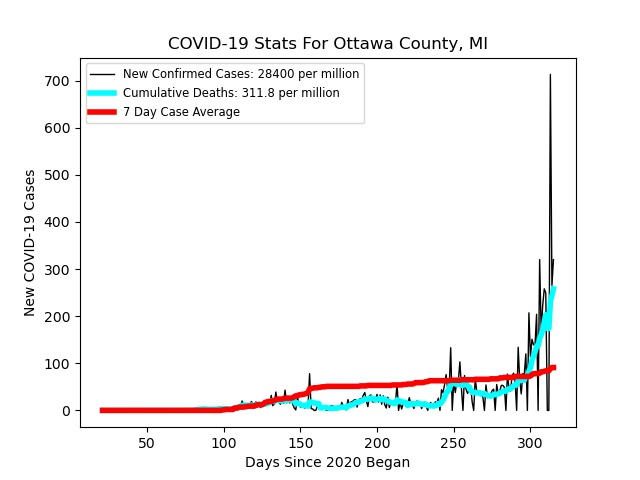 COVID-19 Stats For Ottawa County, MI
New Confirmed Cases: 28400 per million
Cumulative Deaths: 311.8 per million
7 Day Case Average
New COVID-19 Cases
700
600
500
400
300
200
100
0
50 100 150 200 250 300
Days Since 2020 Began